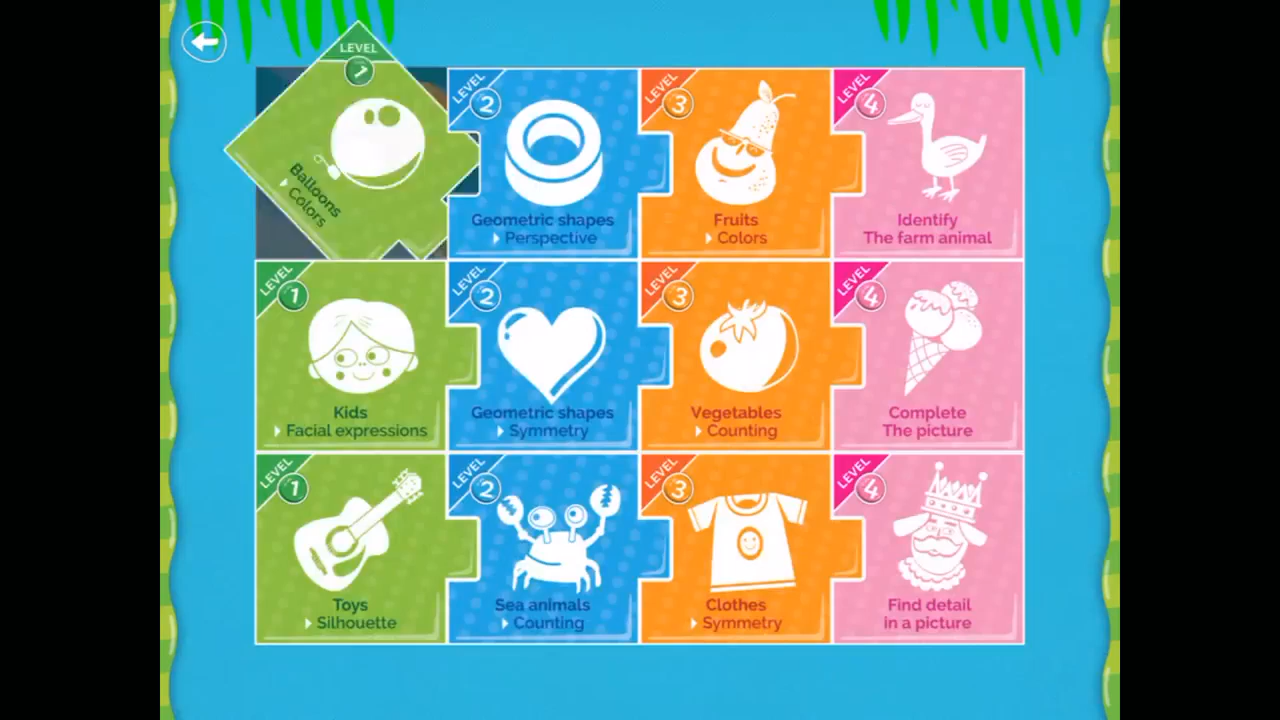 LEVEL
1
Balloons
Colors
LEVEL
2
Geometric shapes
Perspective
LEVEL
3
Fruits
Colors
LEVEL
4
Identify
The farm animal
LEVEL
1
Kids
Facial expressions
LEVEL
2
Geometric shapes
Symmetry
LEVEL
3
Vegetables
Counting
LEVEL
4
Complete
The picture
LEVEL
1
Toys
Silhouette
LEVEL
2
Sea animals
Counting
LEVEL
3
Clothes
Symmetry
LEVEL
4
Find detail
in a picture